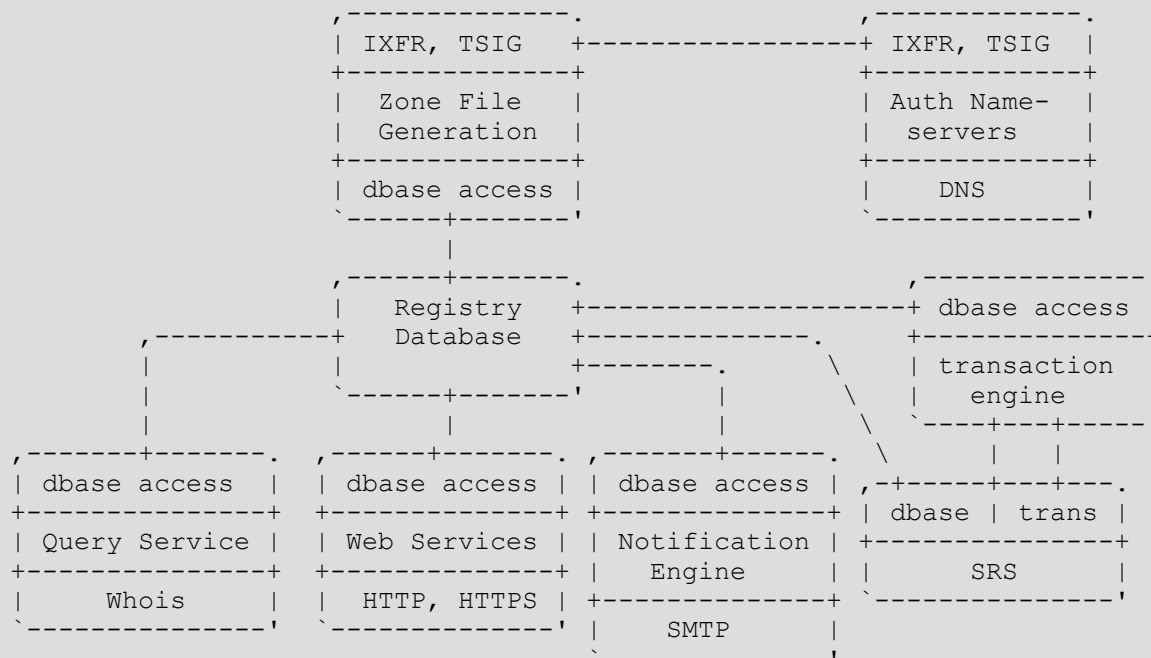 IXFR, TSIG
IXFR, TSIG
Zone File
Generation
Auth Name-
servers
dbase access
DNS
Registry
Database
dbase access
transaction
engine
dbase access
dbase access
dbase access
dbase | trans
Query Service
Web Services
Notification
Engine
SRS
Whois
HTTP, HTTPS
SMTP